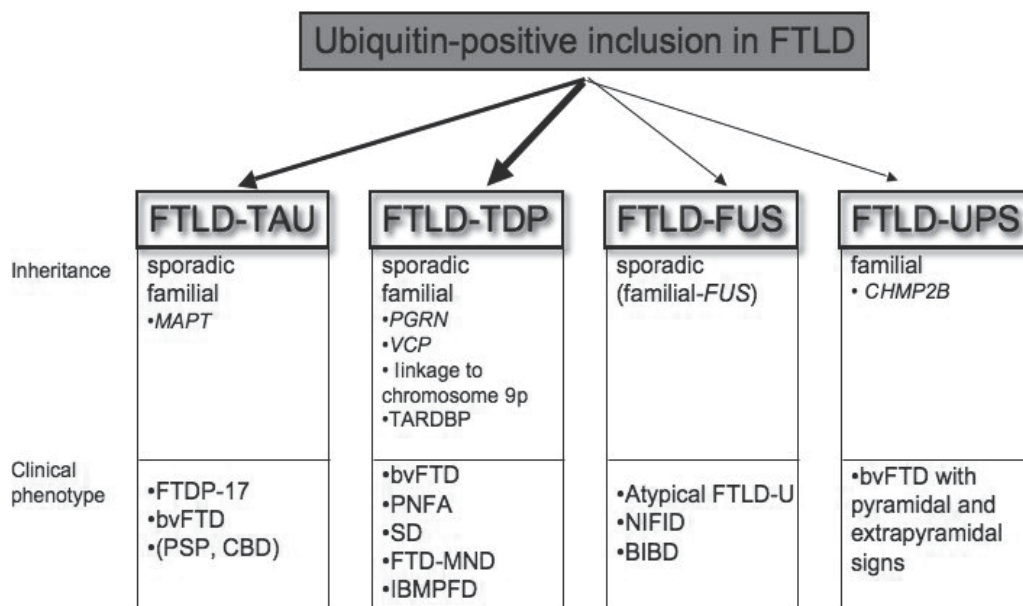 Ubiquitin-positive inclusion in FTLD
FTLD-TAU
FTLD-TDP
FTLD-FUS
FTLD-UPS
Inheritance
sporadic
familial
•MAPT
sporadic
familial
•PGRN
•VCP
• linkage to
chromosome 9p
•TARDBP
sporadic
(familial-FUS)
familial
• CHMP2B
Clinical
phenotype
•FTDP-17
•bvFTD
•(PSP, CBD)
•bvFTD
•PNFA
•SD
•FTD-MND
•IBMPFD
•Atypical FTLD-U
•NIFID
•BIBD
•bvFTD with
pyramidal and
extrapyramidal
signs